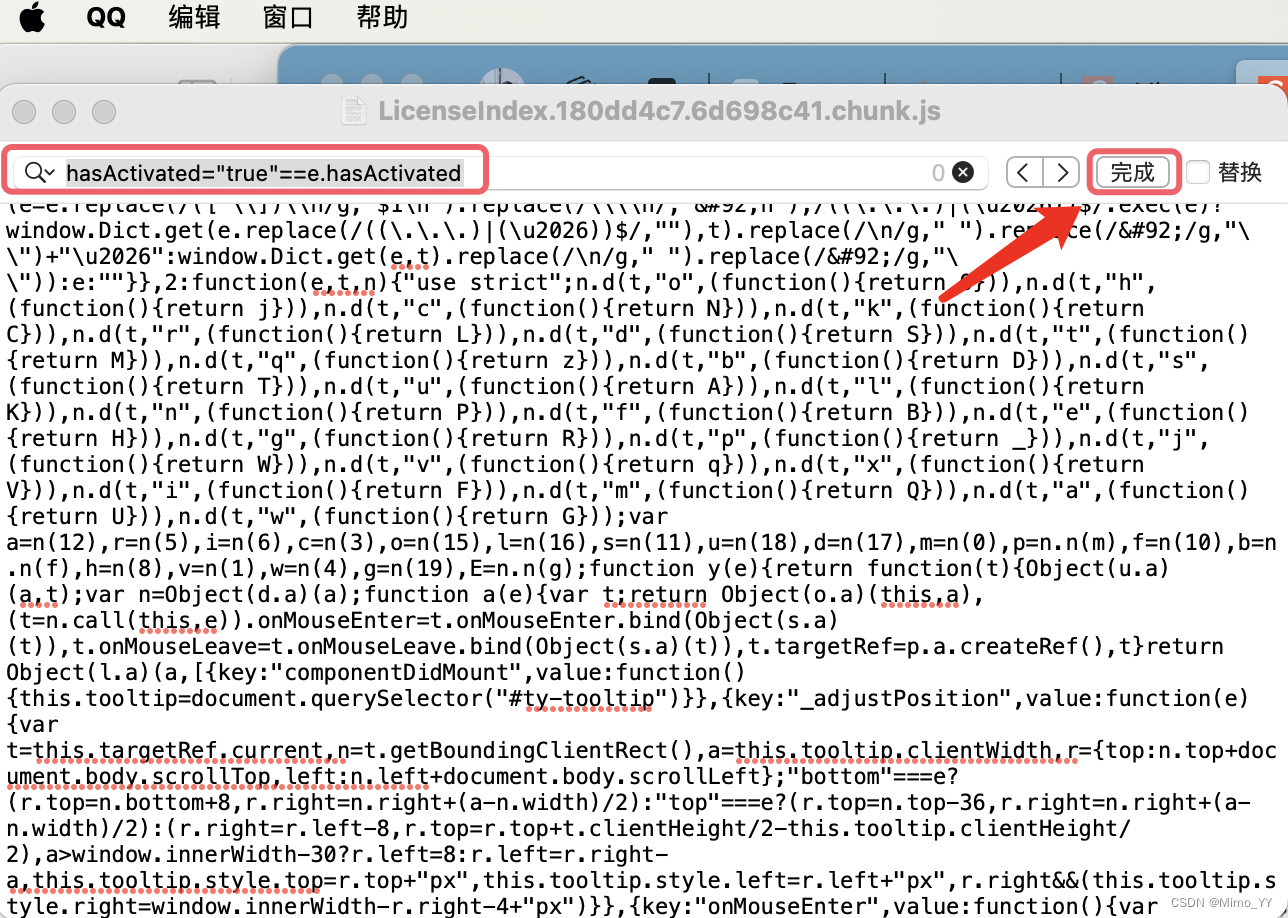 QQ 编辑 窗口 帮助
LicenseIndex.180dd4c7.6d698c41.chunk.js
hasActivated="true"==e.hasActivated 0 完成 替换
window.Dict.get(e.replace(/((\.\.\.)|(\u2026))$/,""),t).replace(/\n/g," ").replace(/&#92;/g,"\
\")+"\u2026":window.Dict.get(e,t).replace(/\n/g," ").replace(/&#92;/g,"\
\")):e:""}},2:function(e,t,n){"use strict";n.d(t,"o",(function(){return })),n.d(t,"h",
(function(){return j})),n.d(t,"c",(function(){return N})),n.d(t,"k",(function(){return
C})),n.d(t,"r",(function(){return L})),n.d(t,"d",(function(){return S})),n.d(t,"t",(function()
{return M})),n.d(t,"q",(function(){return z})),n.d(t,"b",(function(){return D})),n.d(t,"s",
(function(){return T})),n.d(t,"u",(function(){return A})),n.d(t,"l",(function(){return
K})),n.d(t,"n",(function(){return P})),n.d(t,"f",(function(){return B})),n.d(t,"e",(function()
{return H})),n.d(t,"g",(function(){return R})),n.d(t,"p",(function(){return _})),n.d(t,"j",
(function(){return W})),n.d(t,"v",(function(){return q})),n.d(t,"x",(function(){return
V})),n.d(t,"i",(function(){return F})),n.d(t,"m",(function(){return Q})),n.d(t,"a",(function()
{return U})),n.d(t,"w",(function(){return G}));var
a=n(12),r=n(5),i=n(6),c=n(3),o=n(15),l=n(16),s=n(11),u=n(18),d=n(17),m=n(0),p=n.n(m),f=n(10),b=n
.n(f),h=n(8),v=n(1),w=n(4),g=n(19),E=n.n(g);function y(e){return function(t){Object(u.a)
(a,t);var n=Object(d.a)(a);function a(e){var t;return Object(o.a)(this,a),
(t=n.call(this,e)).onMouseEnter=t.onMouseEnter.bind(Object(s.a)
(t)),t.onMouseLeave=t.onMouseLeave.bind(Object(s.a)(t)),t.targetRef=p.a.createRef(),t}return
Object(l.a)(a,[{key:"componentDidMount",value:function()
{this.tooltip=document.querySelector("#ty-tooltip")}},{key:"_adjustPosition",value:function(e)
{var
t=this.targetRef.current,n=t.getBoundingClientRect(),a=this.tooltip.clientWidth,r={top:n.top+doc
ument.body.scrollTop,left:n.left+document.body.scrollLeft};"bottom"===e?
(r.top=n.bottom+8,r.right=n.right+(a-n.width)/2):"top"===e?(r.top=n.top-36,r.right=n.right+(a-
n.width)/2):(r.right=r.left-8,r.top=r.top+t.clientHeight/2-this.tooltip.clientHeight/
2),a>window.innerWidth-30?r.left=8:r.left=r.right-
a,this.tooltip.style.top=r.top+"px",this.tooltip.style.left=r.left+"px",r.right&&(this.tooltip.s
tyle.right=window.innerWidth-r.right-4+"px")}},{key:"onMouseEnter",value:function(){var
CSDN @Mimo_YY